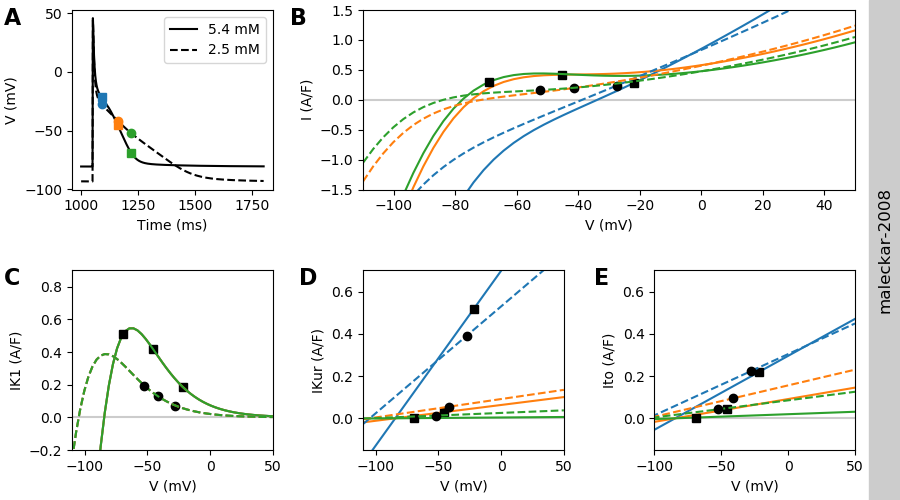 A
50
0
−50
−100
V (mV)
1000
1250
1500
1750
Time (ms)
5.4 mM
2.5 mM
B
1.5
1.0
0.5
0.0
−0.5
−1.0
−1.5
I (A/F)
−100
−80
−60
−40
−20
0
20
40
V (mV)
C
0.8
0.6
0.4
0.2
0.0
−0.2
IK1 (A/F)
−100
−50
0
50
V (mV)
D
0.6
0.4
0.2
0.0
IKur (A/F)
−100
−50
0
50
V (mV)
E
0.6
0.4
0.2
0.0
Ito (A/F)
−100
−50
0
50
V (mV)
maleckar-2008